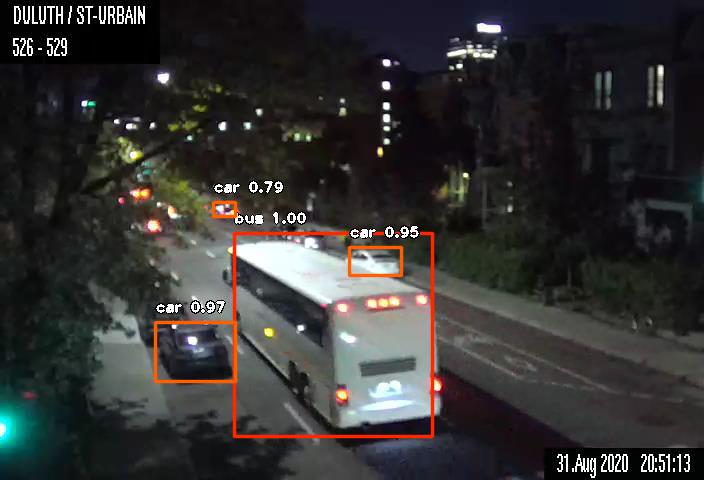 DULUTH / ST-URBAIN
526 - 529
car 0.79
bus 1.00
car 0.95
car 0.97
31.Aug 2020 20:51:13